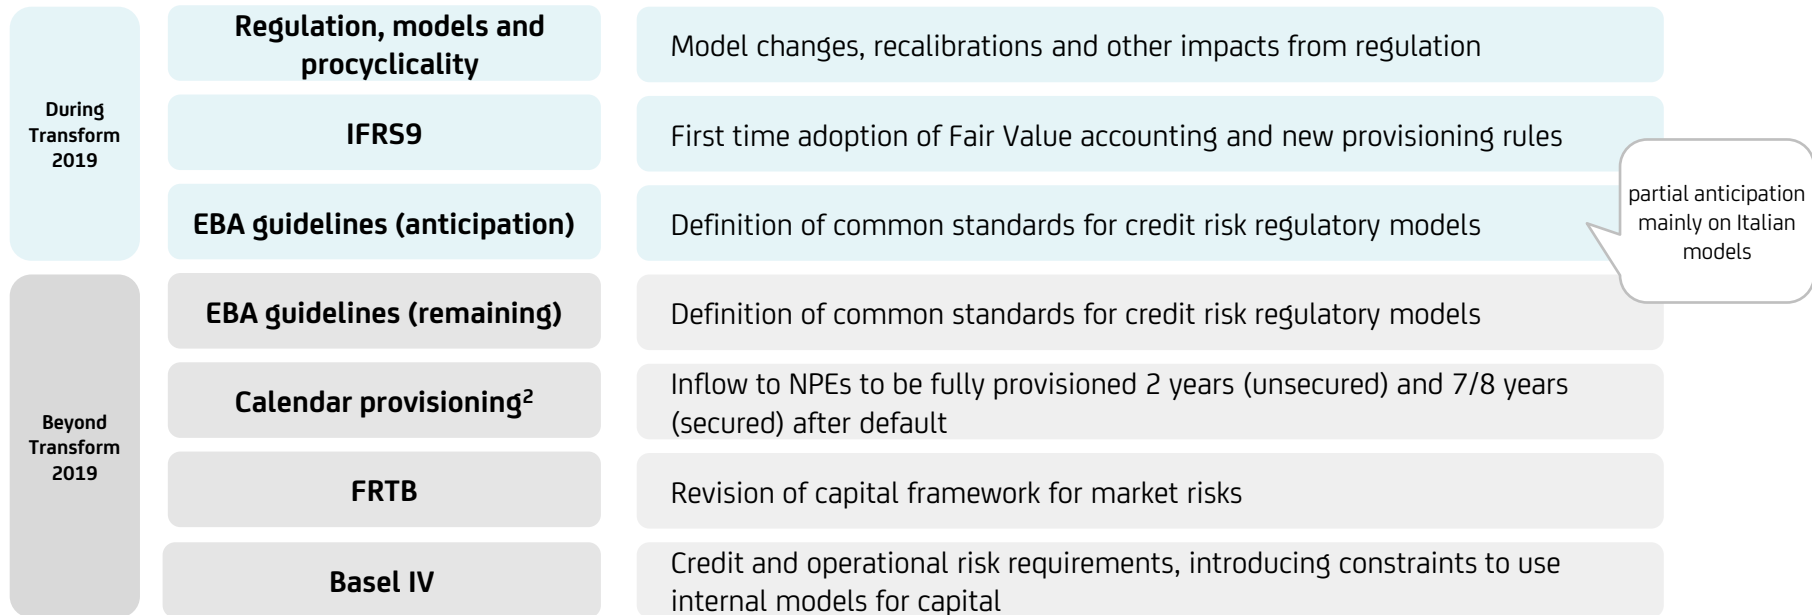 During
Transform
2019
Regulation, models and
procyclicality
Model changes, recalibrations and other impacts from regulation
IFRS9
First time adoption of Fair Value accounting and new provisioning rules
EBA guidelines (anticipation)
Definition of common standards for credit risk regulatory models
partial anticipation
mainly on Italian
models
Beyond
Transform
2019
EBA guidelines (remaining)
Definition of common standards for credit risk regulatory models
Calendar provisioning²
Inflow to NPEs to be fully provisioned 2 years (unsecured) and 7/8 years
(secured) after default
FRTB
Revision of capital framework for market risks
Basel IV
Credit and operational risk requirements, introducing constraints to use
internal models for capital